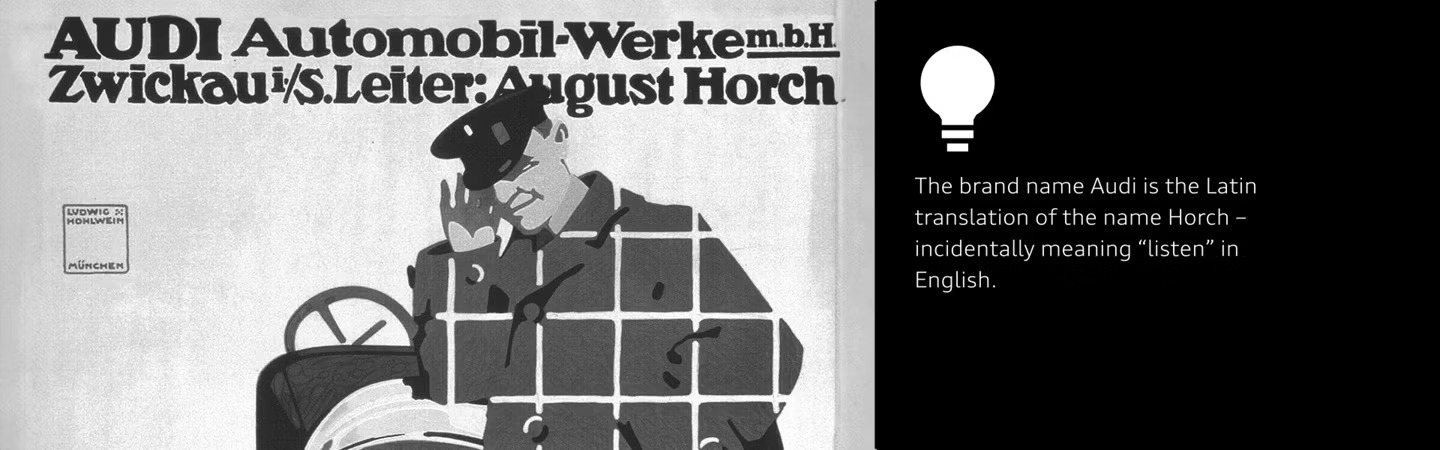 AUDI Automobil-Werke m.b.H.
Zwickau i/S. Leiter: August Horch
LUDWIG
HOHLWEIN
MÜNCHEN
The brand name Audi is the Latin
translation of the name Horch –
incidentally meaning “listen” in
English.